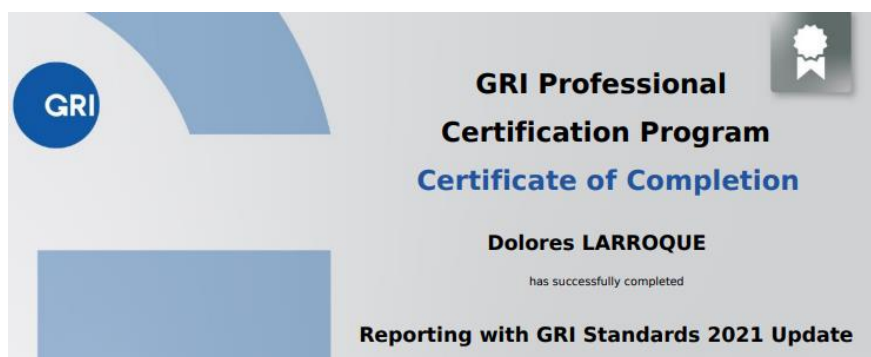 GRI
GRI Professional
Certification Program
Certificate of Completion
Dolores LARROQUE
has successfully completed
Reporting with GRI Standards 2021 Update